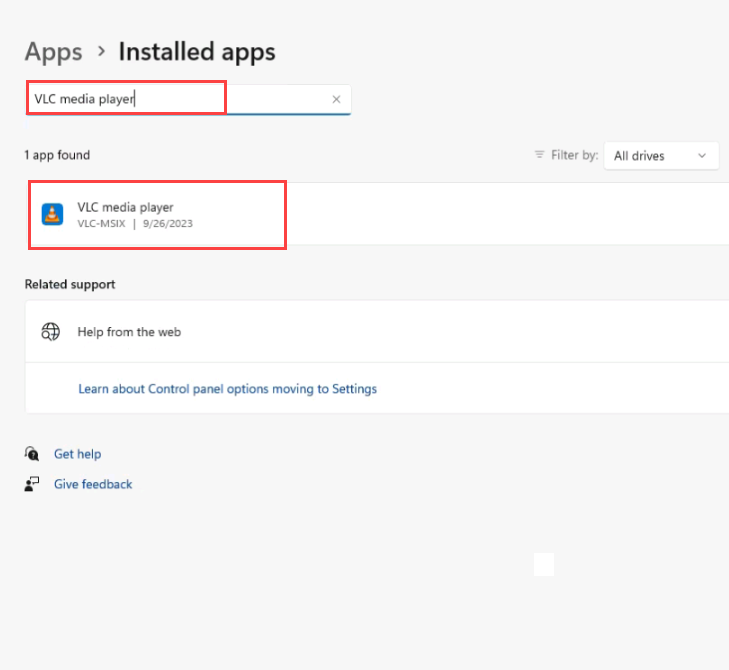 Apps > Installed apps
VLC media player
1 app found
Filter by: All drives
VLC media player
VLC-MSIX | 9/26/2023
Related support
Help from the web
Learn about Control panel options moving to Settings
Get help
Give feedback